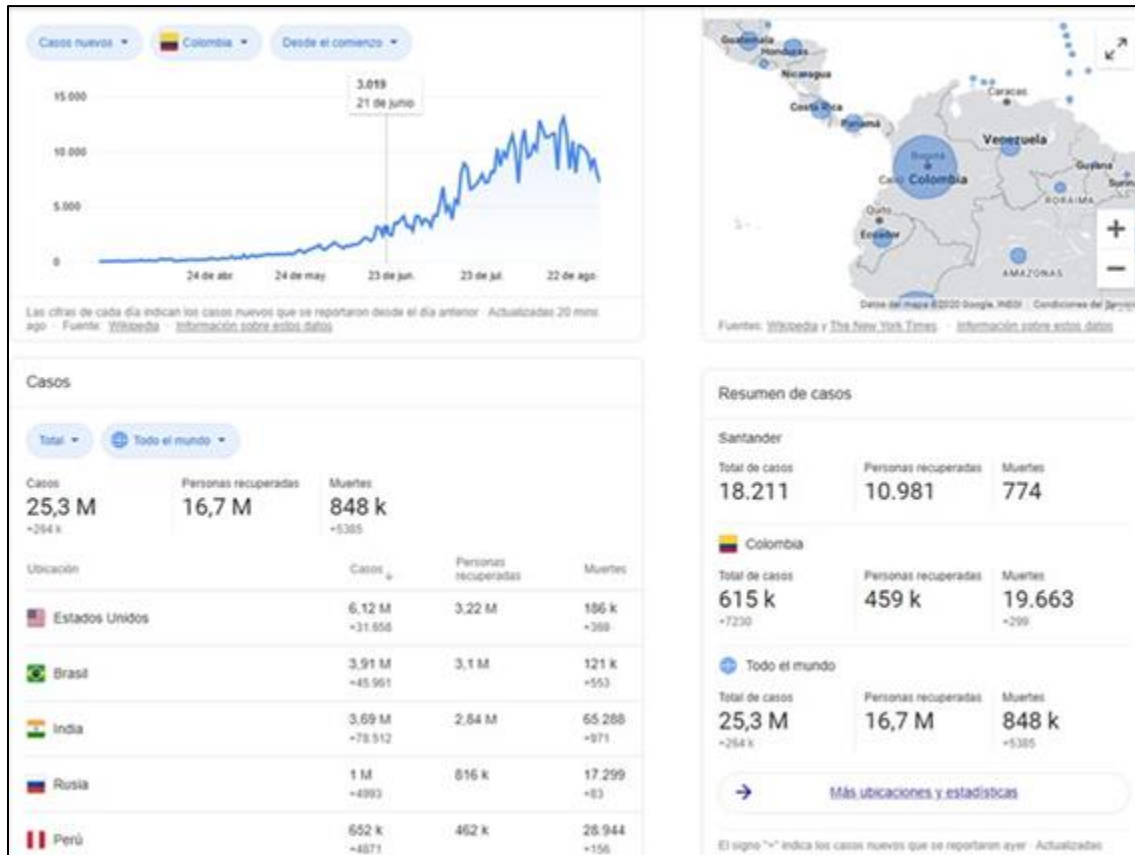 Casos nuevos
Colombia
Desde el comienzo
3.019
21 de junio
15.000
10.000
5.000
0
24 de abr.
24 de may.
23 de jun.
23 de jul.
22 de ago.
Las cifras de cada día indican los casos nuevos que se reportaron desde el día anterior · Actualizadas 20 mins
ago · Fuente: Wikipedia · Información sobre estos datos
Guatemala
Honduras
Nicaragua
Costa Rica
Panamá
Caracas
Venezuela
Guyana
Bogotá
Cali
Colombia
RORAIMA
Quito
Ecuador
AMAZONAS
+
−
Datos del mapa ©2020 Google, INEGI Condiciones del
Fuentes: Wikipedia y The New York Times · Información sobre estos datos
Casos
Total
Todo el mundo
Casos Personas recuperadas Muertes
25,3 M 16,7 M 848 k
+264 k +5385
Ubicación Casos Personas recuperadas Muertes
Estados Unidos 6,12 M 3,22 M 186 k
+31.658
Brasil 3,91 M 3,1 M 121 k
+45.961 +553
India 3,69 M 2,84 M 65.288
+78.512 +971
Rusia 1 M 816 k 17.299
+4993 +83
Perú 652 k 462 k 28.944
+4871 +156
Resumen de casos
Santander
Total de casos Personas recuperadas Muertes
18.211 10.981 774
Colombia
Total de casos Personas recuperadas Muertes
615 k 459 k 19.663
+7230 +299
Todo el mundo
Total de casos Personas recuperadas Muertes
25,3 M 16,7 M 848 k
+264 k +5385
Más ubicaciones y estadísticas
El signo "+" indica los casos nuevos que se reportaron ayer · Actualizadas